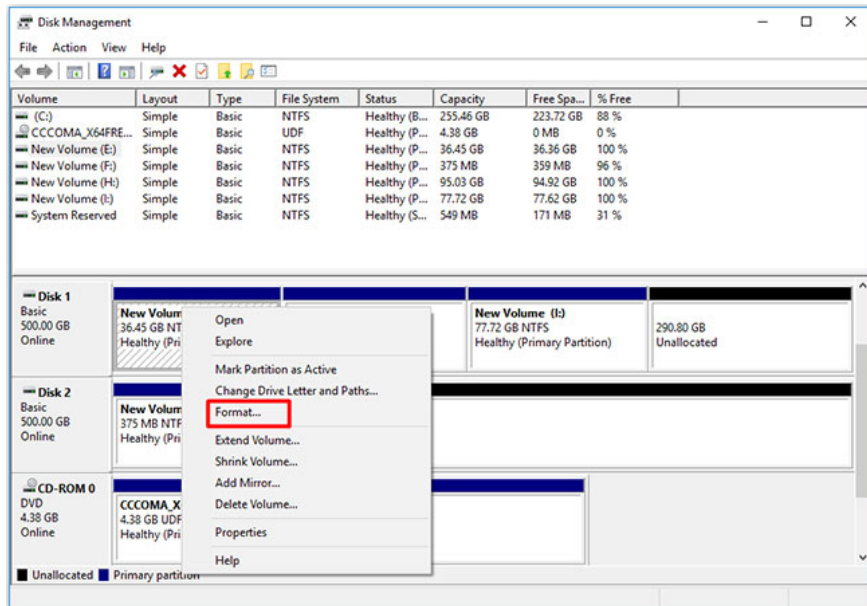 Disk Management
File Action View Help
Volume Layout Type File System Status Capacity Free Spa... % Free
(C:) Simple Basic NTFS Healthy (B... 255.46 GB 223.72 GB 88 %
CCCOMA_X64FRE... Simple Basic UDF Healthy (P... 4.38 GB 0 MB 0 %
New Volume (E:) Simple Basic NTFS Healthy (P... 36.45 GB 36.36 GB 100 %
New Volume (F:) Simple Basic NTFS Healthy (P... 375 MB 359 MB 96 %
New Volume (H:) Simple Basic NTFS Healthy (P... 95.03 GB 94.92 GB 100 %
New Volume (I:) Simple Basic NTFS Healthy (P... 77.72 GB 77.62 GB 100 %
System Reserved Simple Basic NTFS Healthy (S... 549 MB 171 MB 31 %
Disk 1
Basic
500.00 GB
Online
New Volum
36.45 GB NT
Healthy (Pri
New Volume (I:)
77.72 GB NTFS
Healthy (Primary Partition)
290.80 GB
Unallocated
Disk 2
Basic
500.00 GB
Online
New Volum
375 MB NTF
Healthy (Pri
CD-ROM 0
DVD
4.38 GB
Online
CCCOMA_X
4.38 GB UDF
Healthy (Pri
Open
Explore
Mark Partition as Active
Change Drive Letter and Paths...
Format...
Extend Volume...
Shrink Volume...
Add Mirror...
Delete Volume...
Properties
Help
Unallocated Primary partition